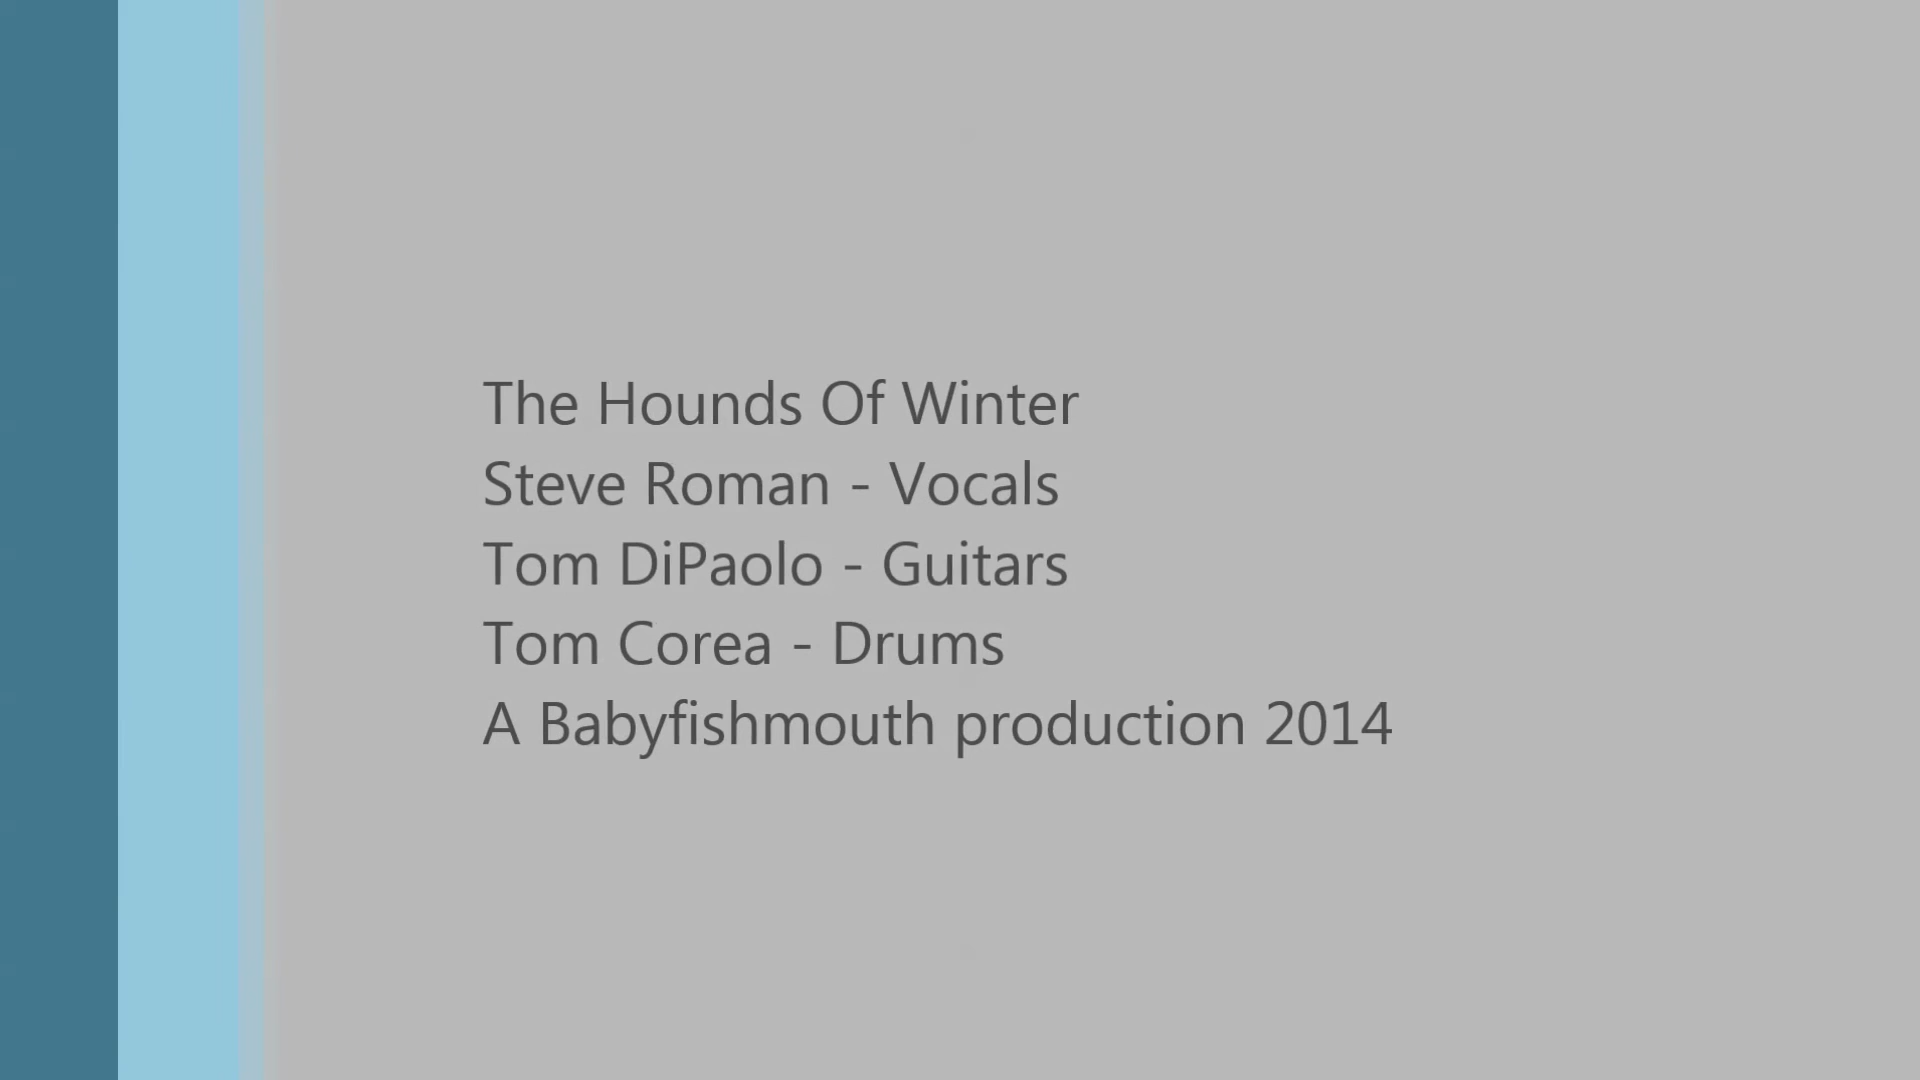 The Hounds Of Winter
Steve Roman - Vocals
Tom DiPaolo - Guitars
Tom Corea - Drums
A Babyfishmouth production 2014